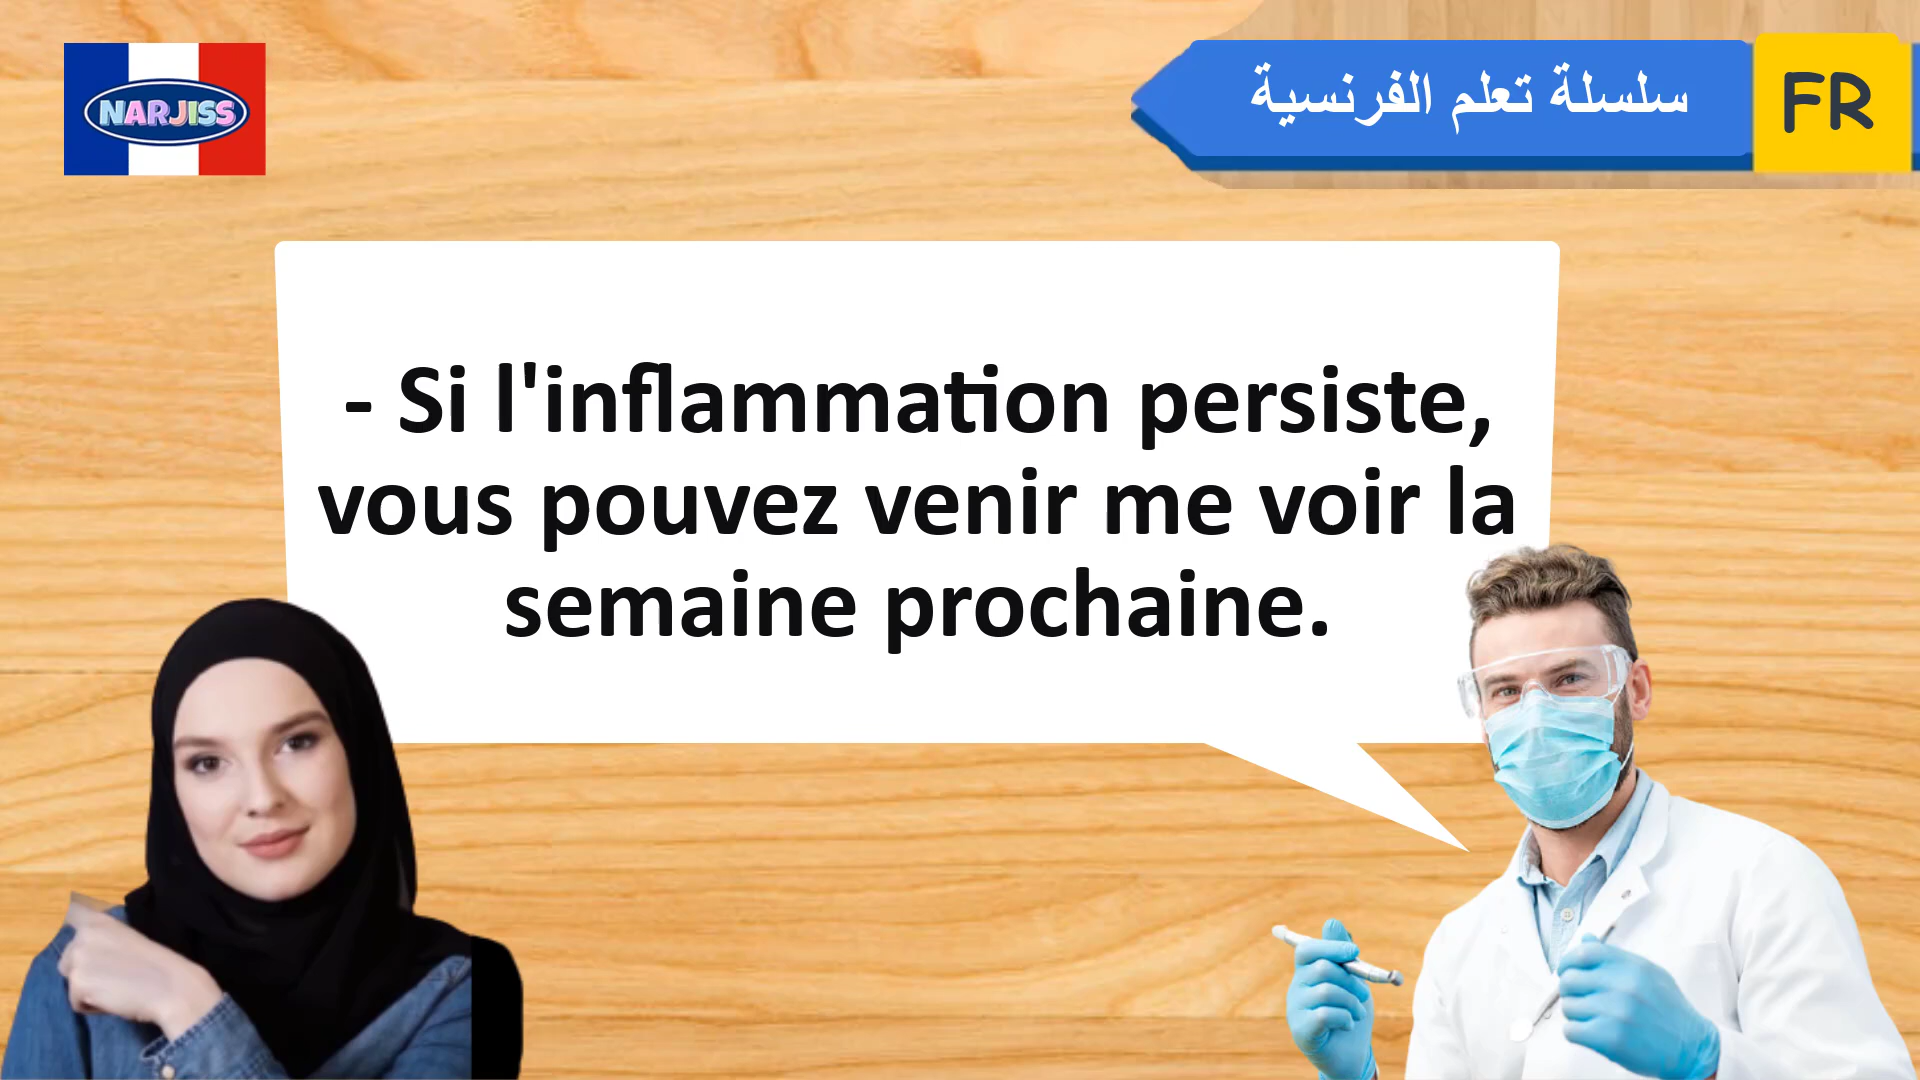 NARJISS
سلسلة تعلم الفرنسية
FR
- Si l'inflammation persiste,
vous pouvez venir me voir la
semaine prochaine.